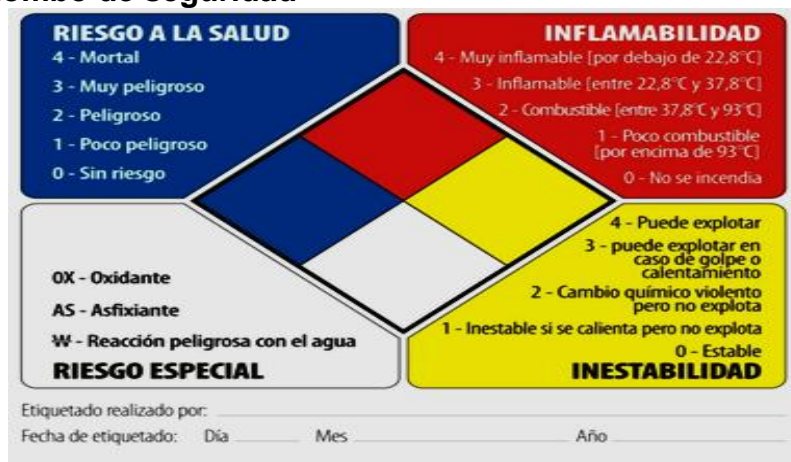 RIESGO A LA SALUD
4 - Mortal
3 - Muy peligroso
2 - Peligroso
1 - Poco peligroso
0 - Sin riesgo
INFLAMABILIDAD
4 - Muy inflamable [por debajo de 22,8°C]
3 - Inflamable [entre 22,8°C y 37,8°C]
2 - Combustible [entre 37,8°C y 93°C]
1 - Poco combustible
[por encima de 93°C]
0 - No se incendia
OX - Oxidante
AS - Asfixiante
W - Reacción peligrosa con el agua
RIESGO ESPECIAL
4 - Puede explotar
3 - puede explotar en
caso de golpe o
calentamiento
2 - Cambio químico violento
pero no explota
1 - Inestable si se calienta pero no explota
0 - Estable
INESTABILIDAD
Etiquetado realizado por:
Fecha de etiquetado: Día Mes Año